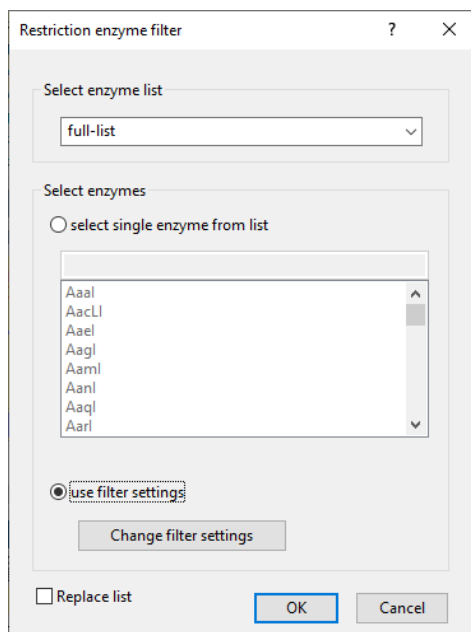 Restriction enzyme filter
Select enzyme list
full-list
Select enzymes
select single enzyme from list
AaaI
AacLI
AaeI
AagI
AamI
AanI
AaqI
AarI
use filter settings
Change filter settings
Replace list
OK
Cancel